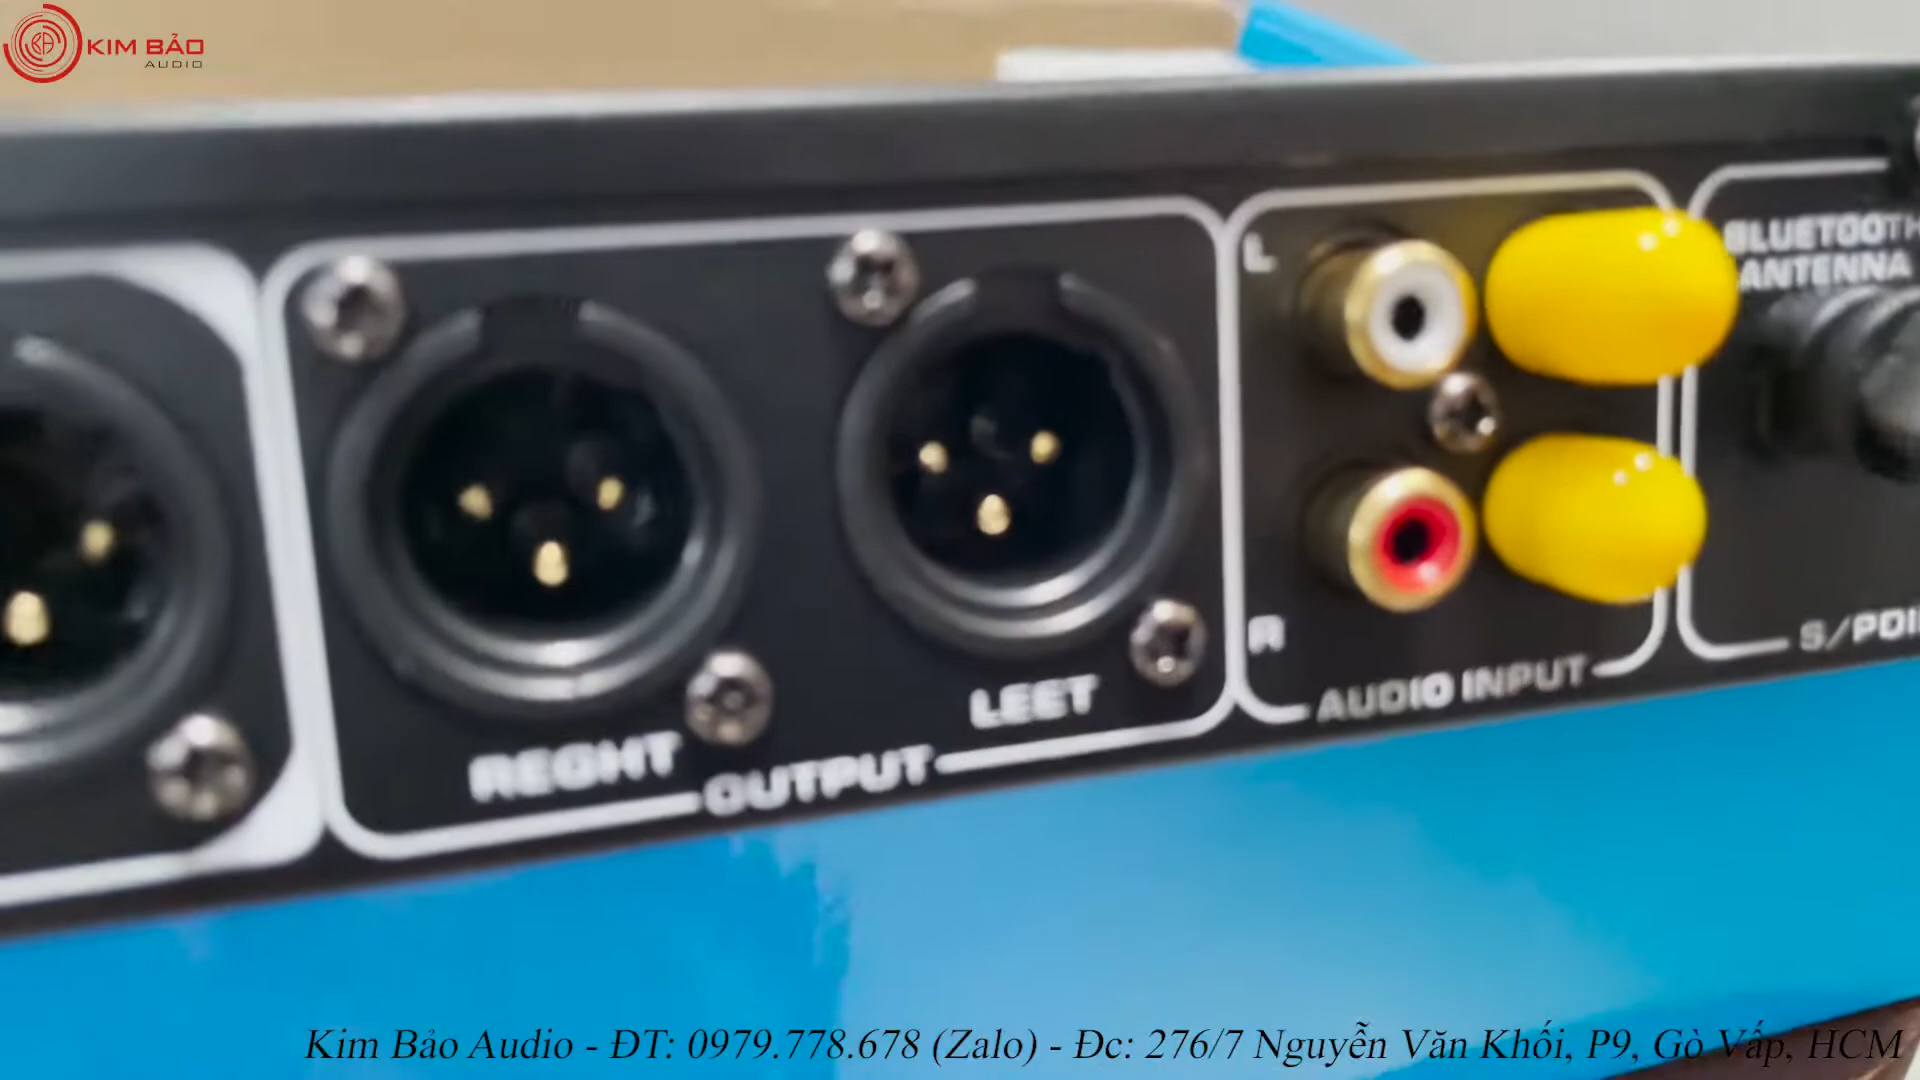 KIM BẢO
AUDIO
BLUETOOTH
ANTENNA
L
R
AUDIO INPUT
LEET
REGHT
OUTPUT
Kim Bảo Audio - ĐT: 0979.778.678 (Zalo) - Đc: 276/7 Nguyễn Văn Khối, P9, Gò Vấp, HCM